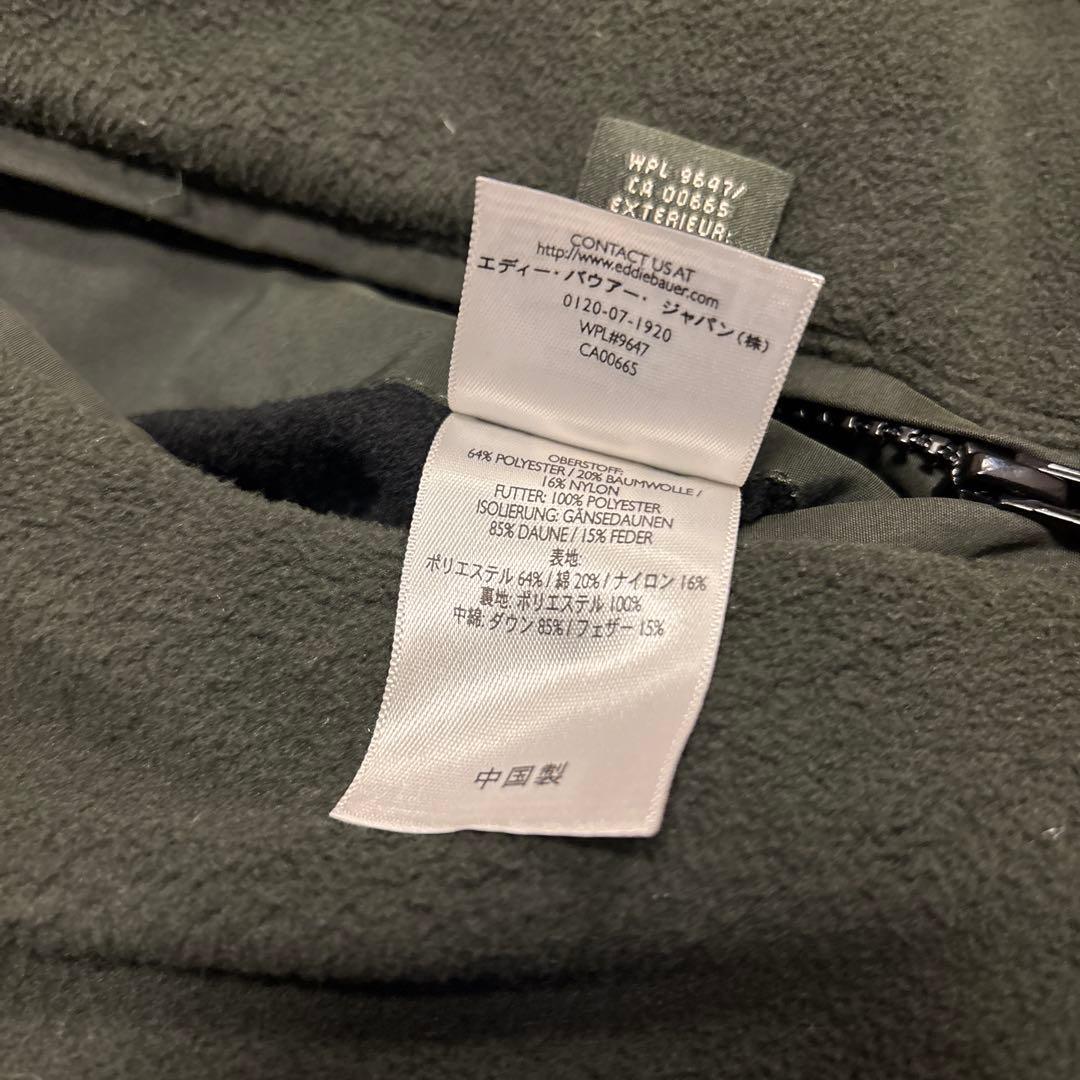 WPL 9647/
CA 00665
EXTERIEUR:
CONTACT US AT
http://www.eddiebauer.com
エディー・バウアー・ジャパン(株)
0120-07-1920
WPL#9647
CA00665
OBERSTOFF:
64% POLYESTER / 20% BAUMWOLLE /
16% NYLON
FUTTER: 100% POLYESTER
ISOLIERUNG: GÄNSEDAUNEN
85% DAUNE / 15% FEDER
表地:
ポリエステル 64% / 綿 20% / ナイロン 16%
裏地: ポリエステル 100%
中綿: ダウン 85% / フェザー 15%
中国製